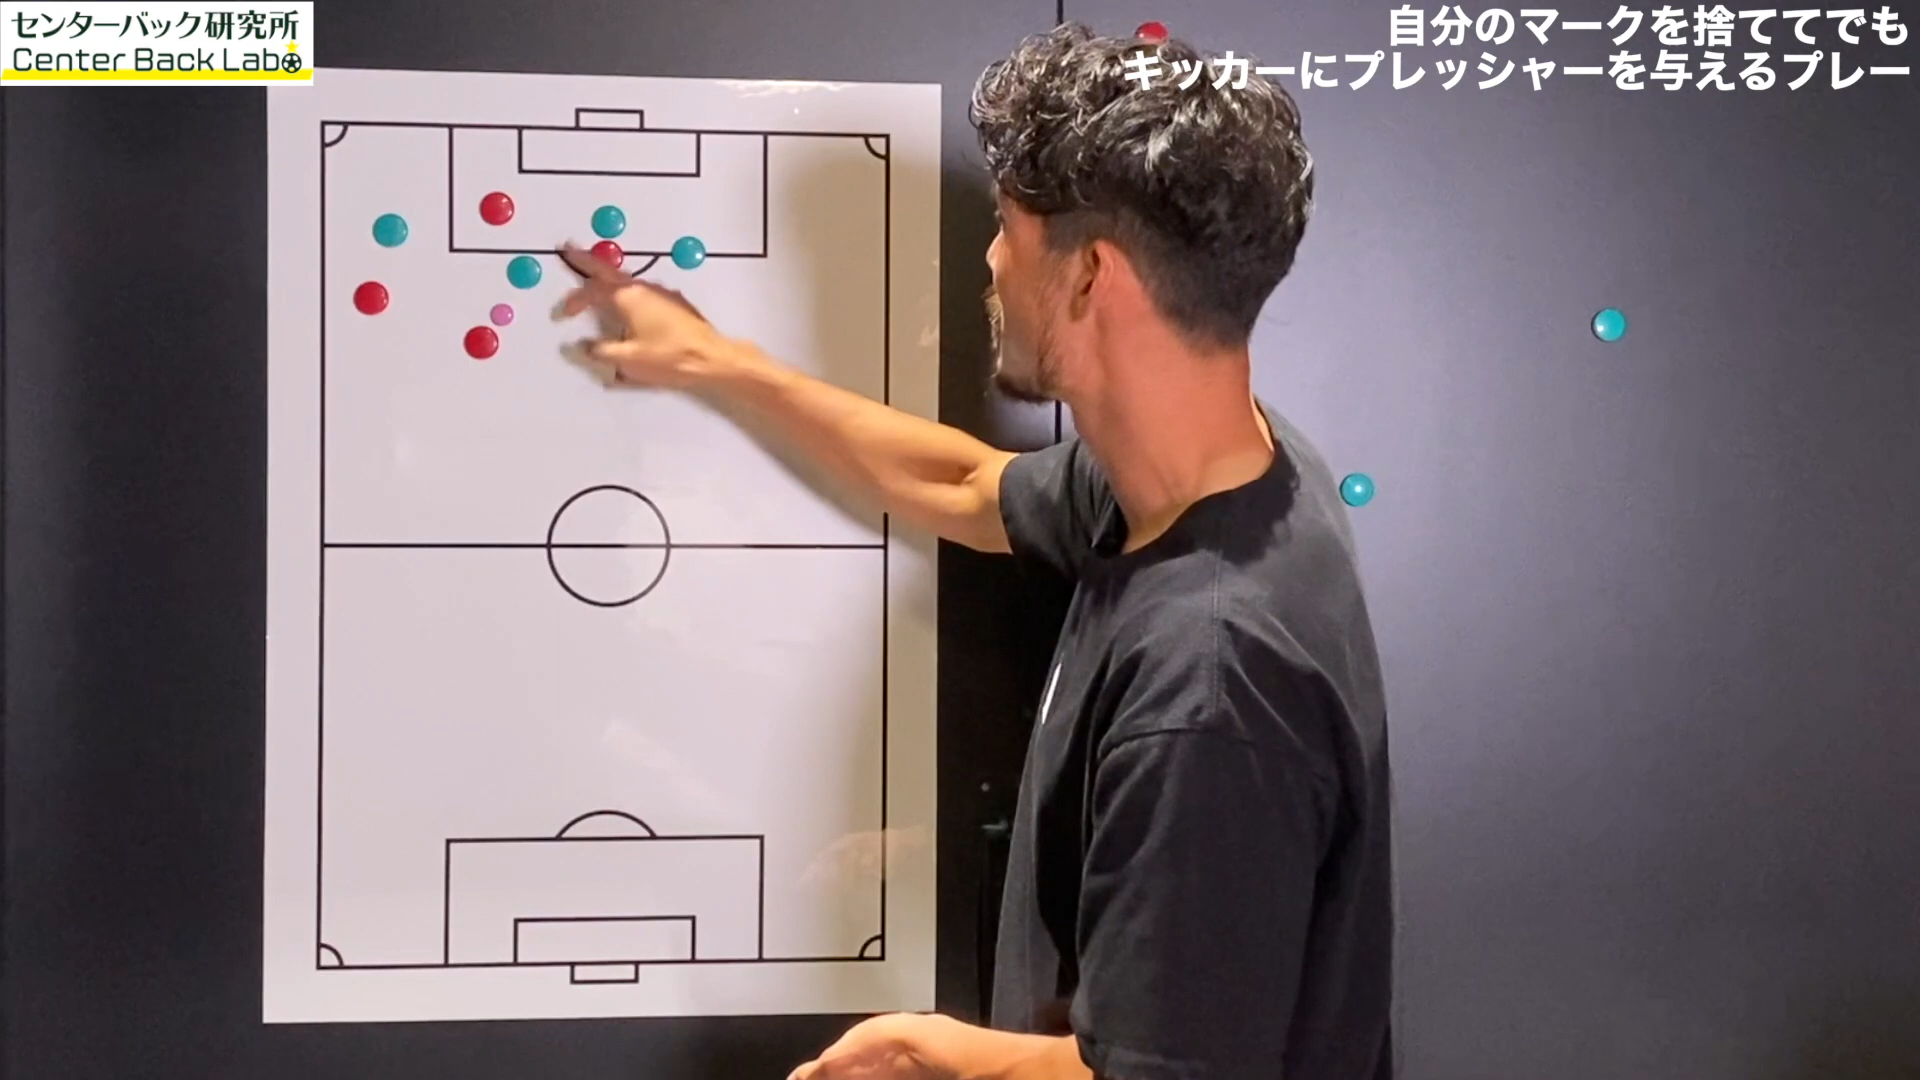 センターバック研究所
Center Back Labo
自分のマークを捨ててでも
キッカーにプレッシャーを与えるプレー